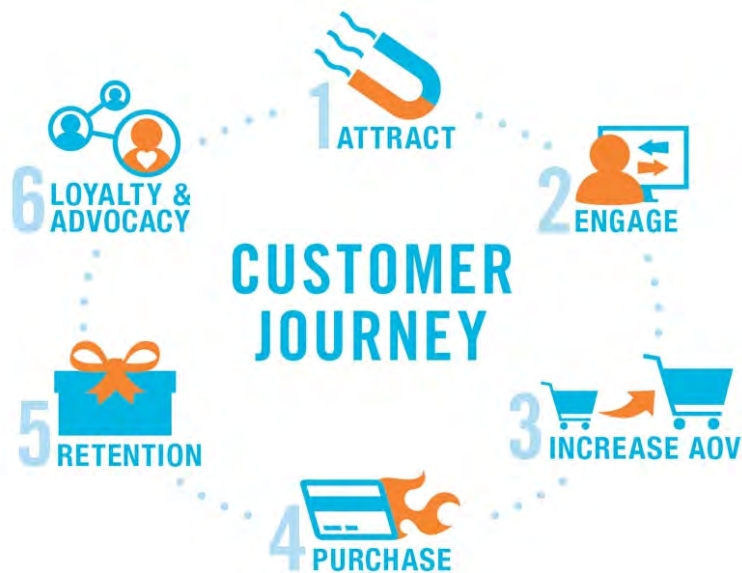 1 ATTRACT
2 ENGAGE
3 INCREASE AOV
4 PURCHASE
5 RETENTION
6 LOYALTY &
ADVOCACY
CUSTOMER
JOURNEY